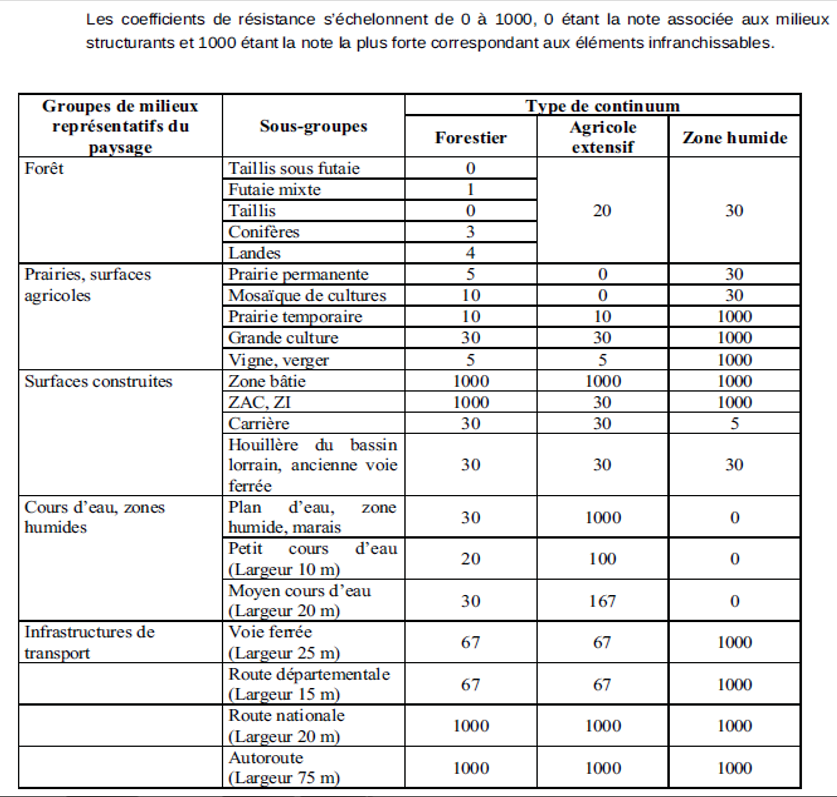 Les coefficients de résistance s'échelonnent de 0 à 1000, 0 étant la note associée aux milieux
structurants et 1000 étant la note la plus forte correspondant aux éléments infranchissables.
Groupes de milieux représentatifs du paysage Sous-groupes Type de continuum
Forestier Agricole extensif Zone humide
Forêt Taillis sous futaie 0 20 30
Futaie mixte 1
Taillis 0
Conifères 3
Landes 4
Prairies, surfaces agricoles Prairie permanente 5 0 30
Mosaïque de cultures 10 0 30
Prairie temporaire 10 10 1000
Grande culture 30 30 1000
Vigne, verger 5 5 1000
Surfaces construites Zone bâtie 1000 1000 1000
ZAC, ZI 1000 30 1000
Carrière 30 30 5
Houillère du bassin lorrain, ancienne voie ferrée 30 30 30
Cours d'eau, zones humides Plan d'eau, zone humide, marais 30 1000 0
Petit cours d'eau (Largeur 10 m) 20 100 0
Moyen cours d'eau (Largeur 20 m) 30 167 0
Infrastructures de transport Voie ferrée (Largeur 25 m) 67 67 1000
Route départementale (Largeur 15 m) 67 67 1000
Route nationale (Largeur 20 m) 1000 1000 1000
Autoroute (Largeur 75 m) 1000 1000 1000